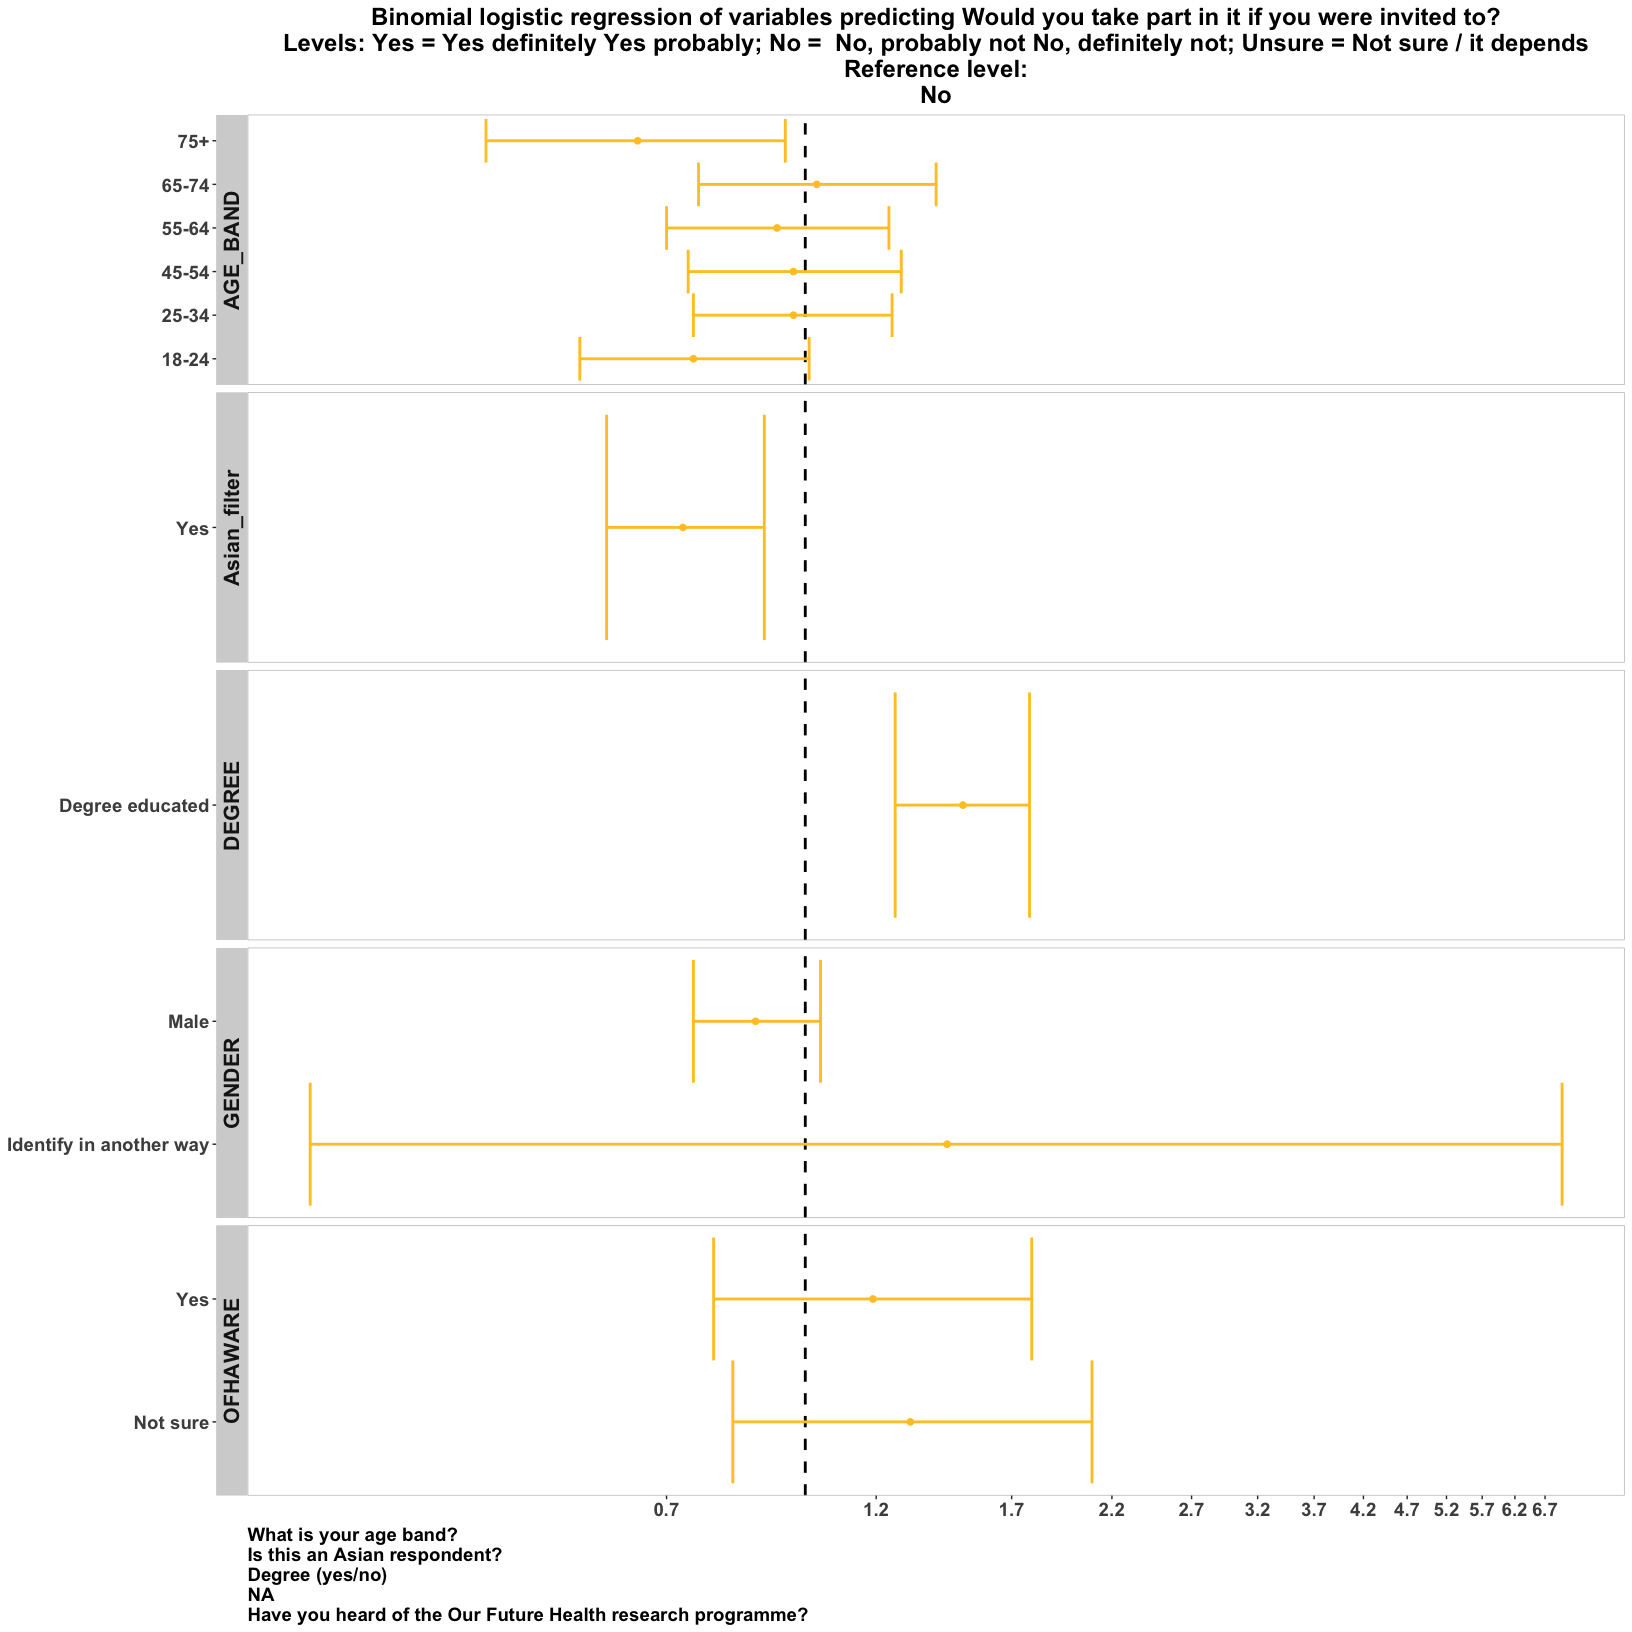 Binomial logistic regression of variables predicting Would you take part in it if you were invited to?
Levels: Yes = Yes definitely Yes probably; No =  No, probably not No, definitely not; Unsure = Not sure / it depends
Reference level:
No
AGE_BAND
75+
65-74
55-64
45-54
25-34
18-24
Asian_filter
Yes
DEGREE
Degree educated
GENDER
Male
Identify in another way
OFHAWARE
Yes
Not sure
0.7 1.2 1.7 2.2 2.7 3.2 3.7 4.2 4.7 5.2 5.7 6.2 6.7
What is your age band?
Is this an Asian respondent?
Degree (yes/no)
NA
Have you heard of the Our Future Health research programme?